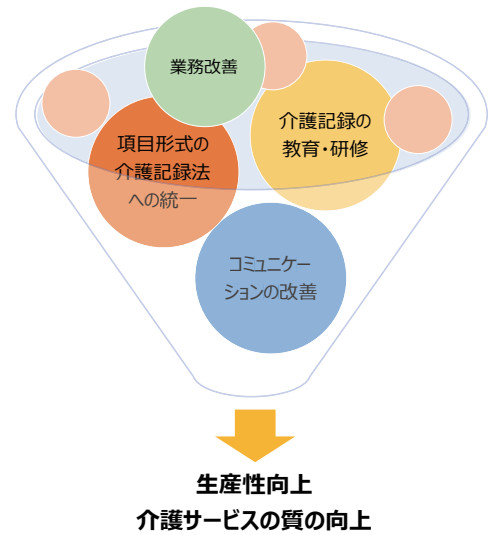 業務改善
介護記録の
教育・研修
項目形式の
介護記録法
への統一
コミュニケー
ションの改善
生産性向上
介護サービスの質の向上